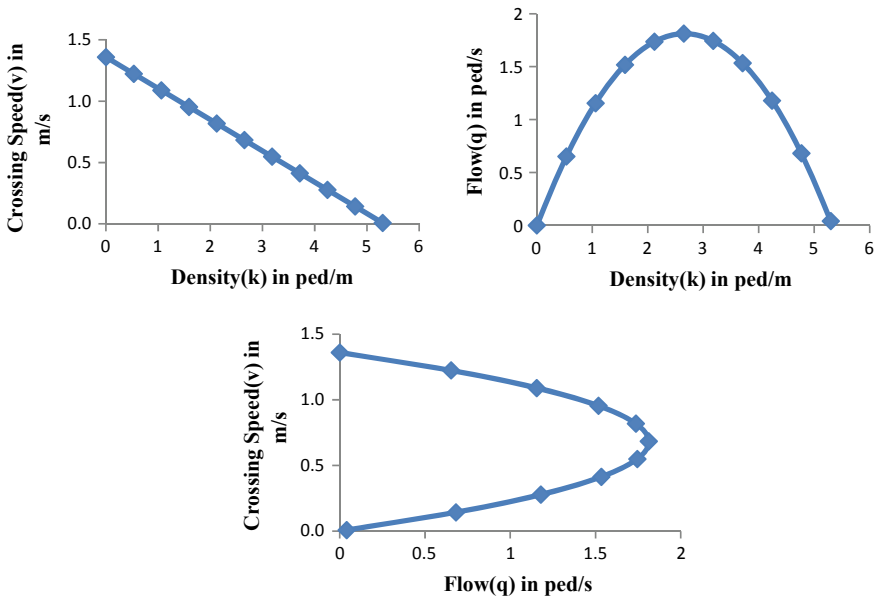 Crossing Speed(v) in
m/s
1.5
1.0
0.5
0.0
0 1 2 3 4 5 6
Density(k) in ped/m
Flow(q) in ped/s
2
1.5
1
0.5
0
0 1 2 3 4 5 6
Density(k) in ped/m
Crossing Speed(v) in
m/s
1.5
1.0
0.5
0.0
0 0.5 1 1.5 2
Flow(q) in ped/s